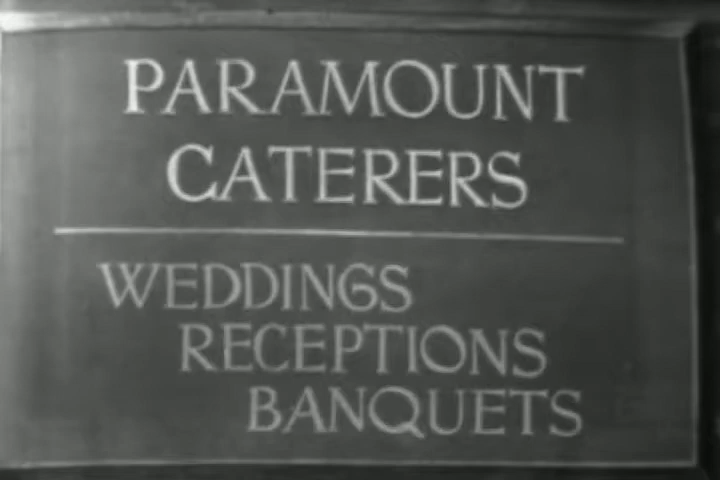 PARAMOUNT
CATERERS
WEDDINGS
RECEPTIONS
BANQUETS